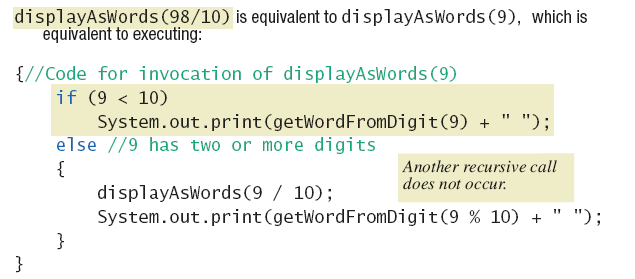 displayAsWords(98/10) is equivalent to displayAsWords(9), which is
equivalent to executing:
{//Code for invocation of displayAsWords(9)
if (9 < 10)
System.out.print(getWordFromDigit(9) + " ");
else //9 has two or more digits
{
Another recursive call
does not occur.
displayAsWords(9 / 10);
System.out.print(getWordFromDigit(9 % 10) + " ");
}
}